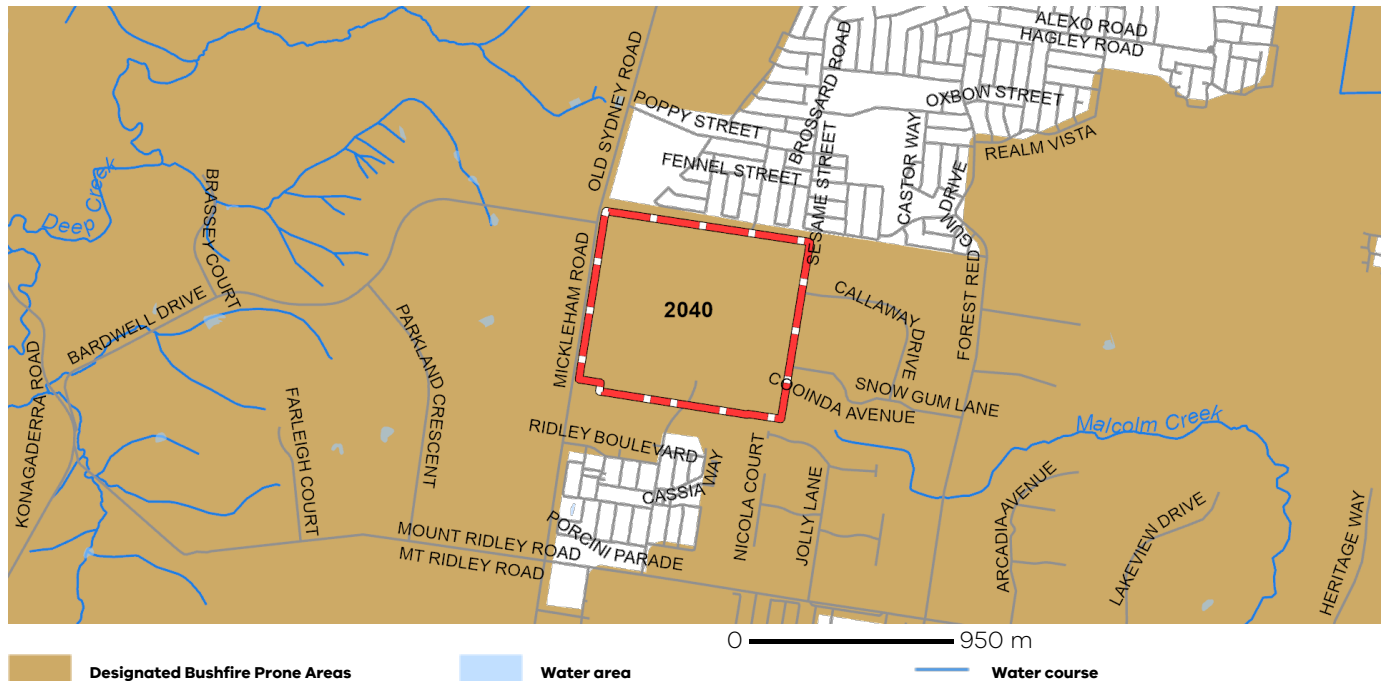 ALEXO ROAD
HAGLEY ROAD
OLD SYDNEY ROAD
BROSSARD ROAD
OXBOW STREET
POPPY STREET
REALM VISTA
FENNEL STREET
SESAME STREET
CASTOR WAY
GUM DRIVE
FOREST RED
Deep Creek
BRASSEY COURT
MICKLEHAM ROAD
2040
CALLAWAY DRIVE
BARDWELL DRIVE
PARKLAND CRESCENT
KONAGADERRA ROAD
FARLEIGH COURT
COOINDA AVENUE
SNOW GUM LANE
Malcolm Creek
RIDLEY BOULEVARD
CASSIA WAY
NICOLA COURT
JOLLY LANE
ARCADIA AVENUE
LAKEVIEW DRIVE
HERITAGE WAY
PORCINI PARADE
MOUNT RIDLEY ROAD
MT RIDLEY ROAD
0 950 m
Designated Bushfire Prone Areas
Water area
Water course